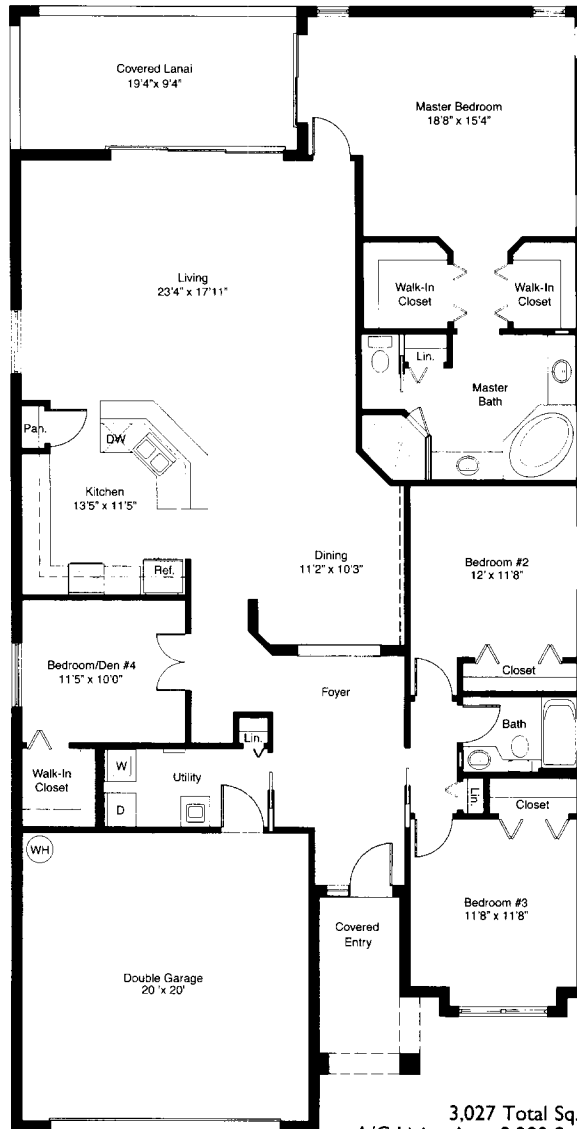 Covered Lanai
19'4"x 9'4"
Master Bedroom
18'8" x 15'4"
Living
23'4" x 17'11"
Walk-In
Closet
Walk-In
Closet
Lin.
Master
Bath
Pan.
DW
Kitchen
13'5" x 11'5"
Ref.
Dining
11'2" x 10'3"
Bedroom #2
12' x 11'8"
Closet
Bedroom/Den #4
11'5" x 10'0"
Foyer
Bath
Lin.
W
Utility
D
Walk-In
Closet
Lin.
Closet
WH
Bedroom #3
11'8" x 11'8"
Covered
Entry
Double Garage
20 'x 20'
3,027 Total Sq.